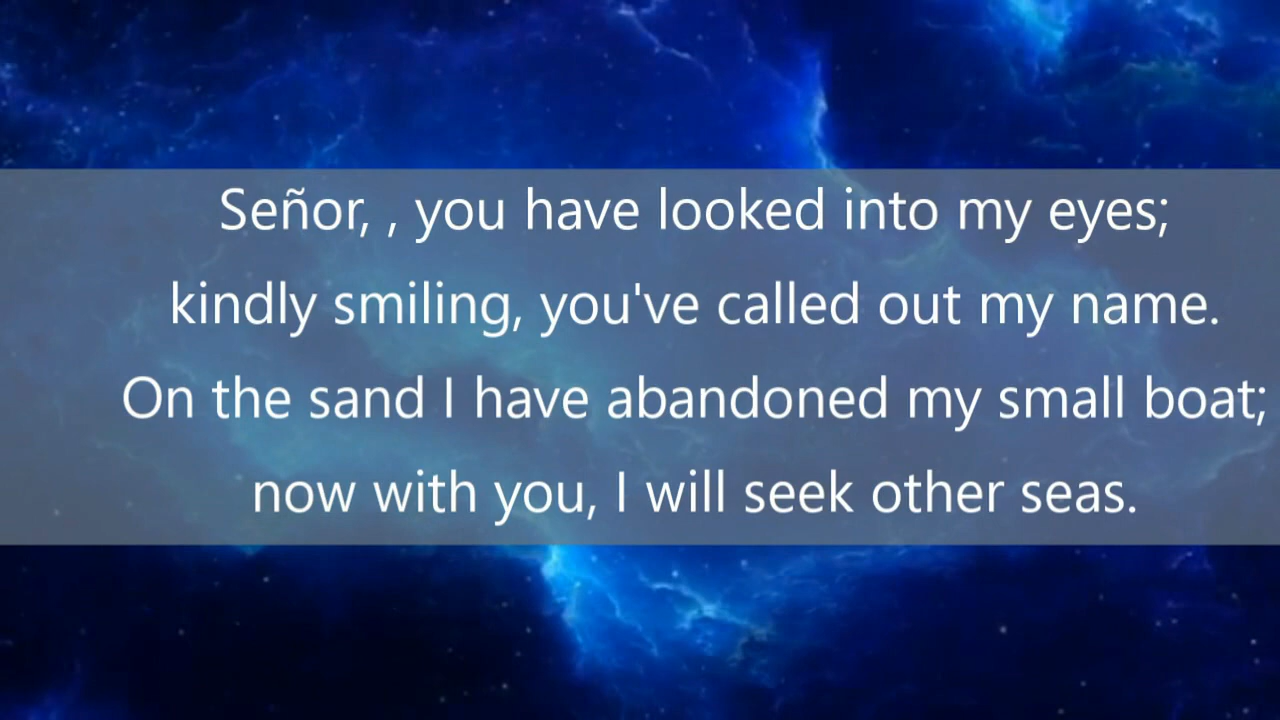 Señor, , you have looked into my eyes;
kindly smiling, you've called out my name.
On the sand I have abandoned my small boat;
now with you, I will seek other seas.